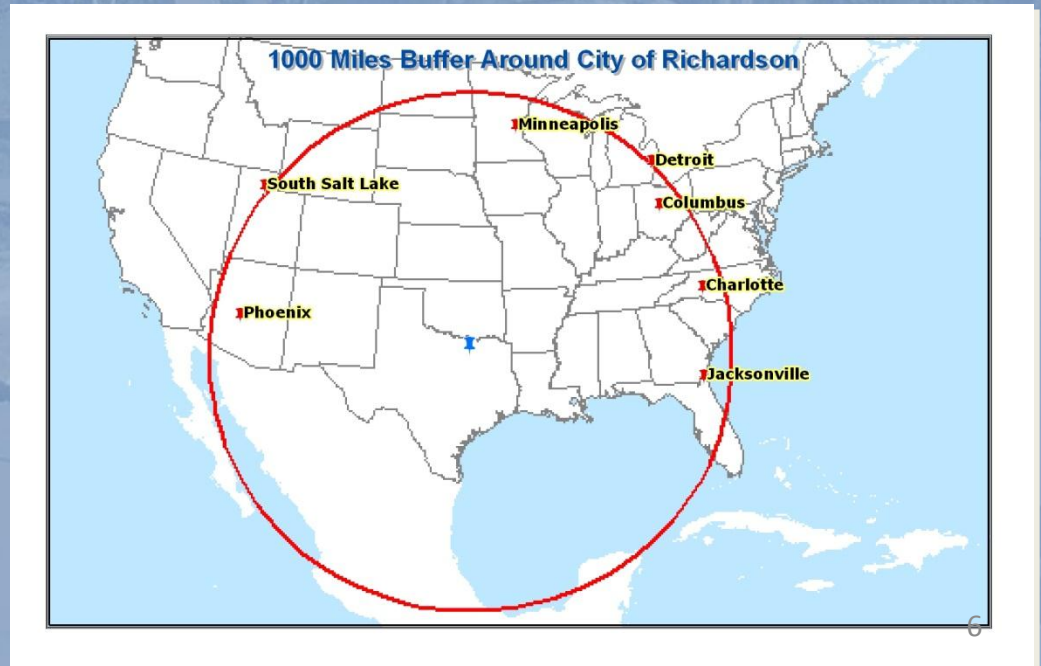 1000 Miles Buffer Around City of Richardson
Minneapolis
Detroit
South Salt Lake
Columbus
Charlotte
Phoenix
Jacksonville
6